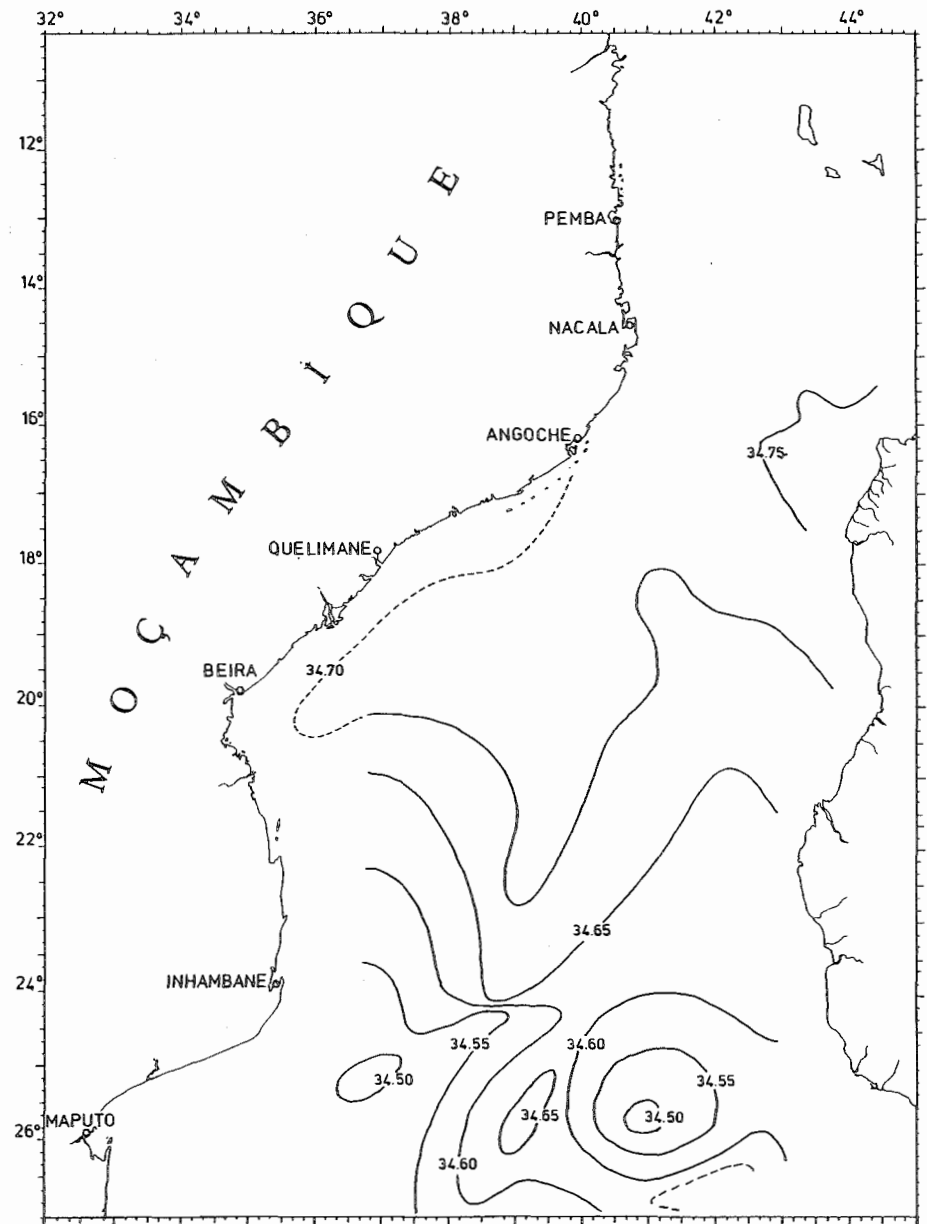 32° 34° 36° 38° 40° 42° 44°
12°
14°
16°
18°
20°
22°
24°
26°
MOÇAMBIQUE
PEMBA
NACALA
ANGOCHE
34.75
QUELIMANE
BEIRA
34.70
34.65
INHAMBANE
34.55
34.60
34.50
34.55
34.65
34.50
MAPUTO
34.60